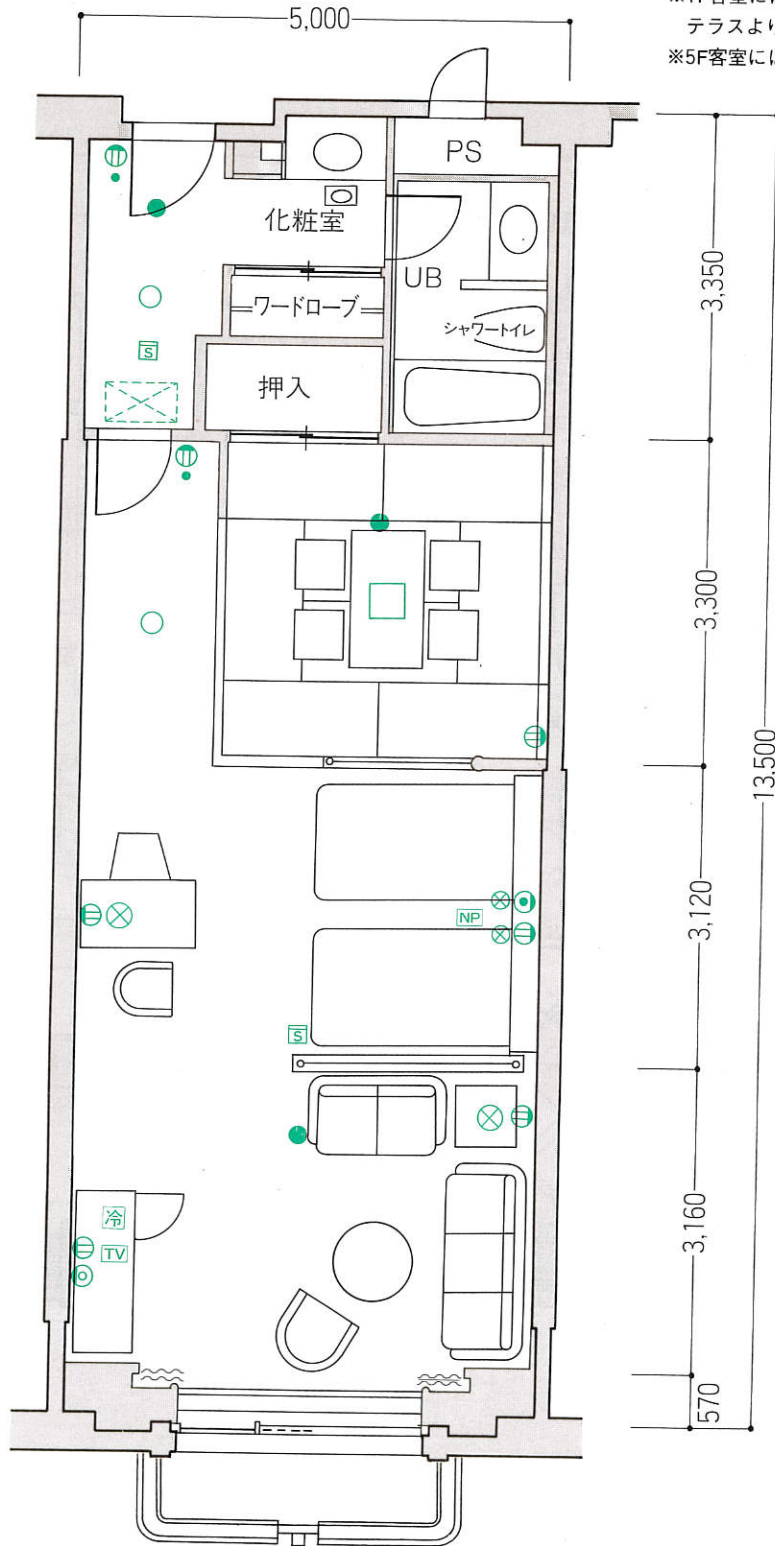 5,000
テラスより
※5F客室には
PS
化粧室
UB
ワードローブ
シャワートイレ
押入
S
3,350
3,300
13,500
NP
3,120
S
冷
TV
3,160
570